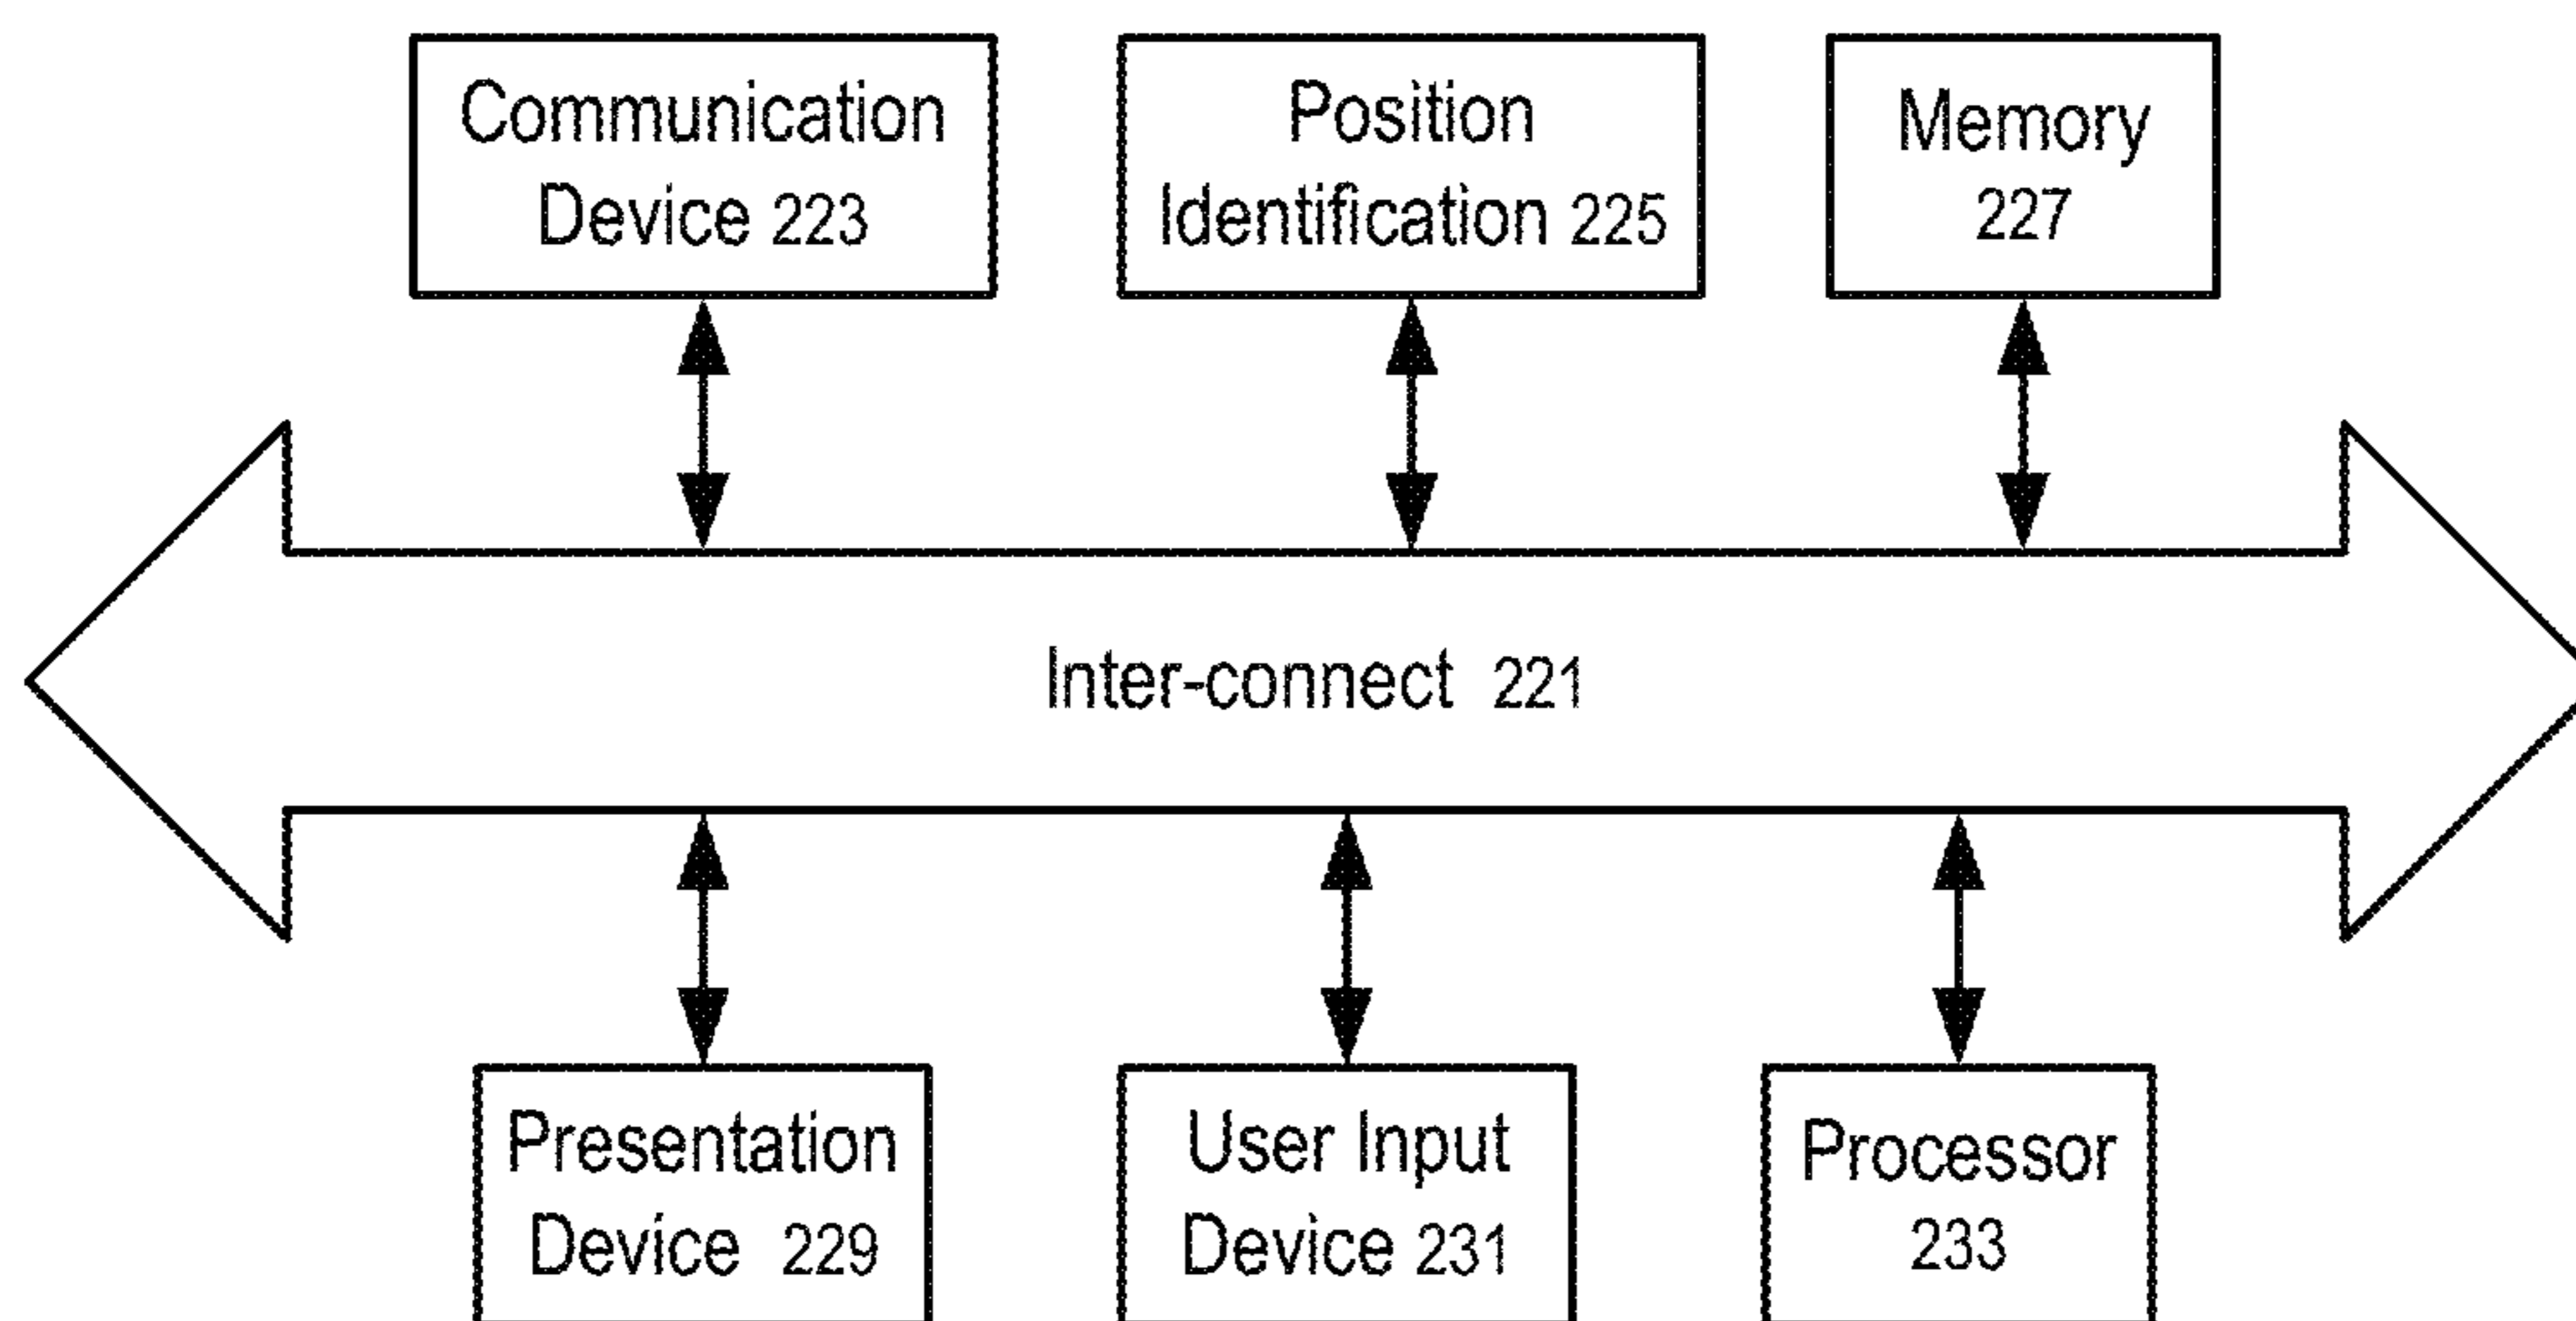 Communication
Device 223
Position
Identification 225
Memory
227
Inter-connect 221
Presentation
Device 229
User Input
Device 231
Processor
233